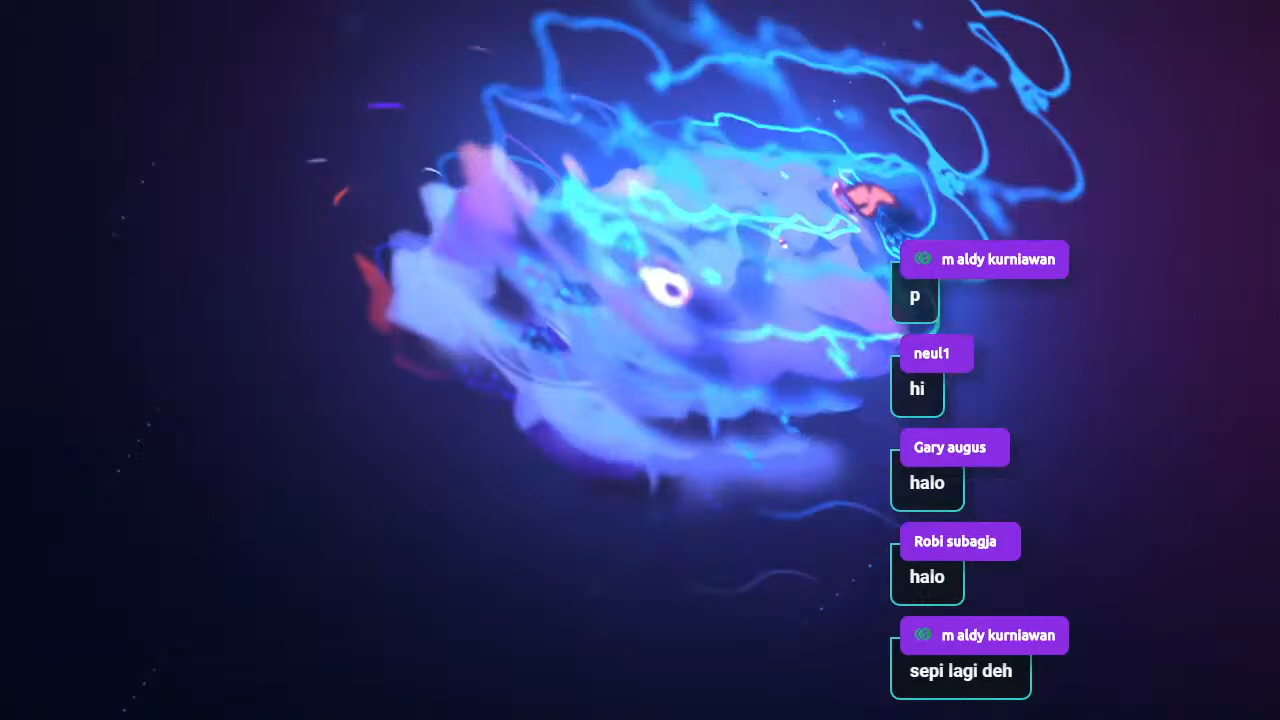 m aldy kurniawan
p
neul1
hi
Gary augus
halo
Robi subagja
halo
m aldy kurniawan
sepi lagi deh